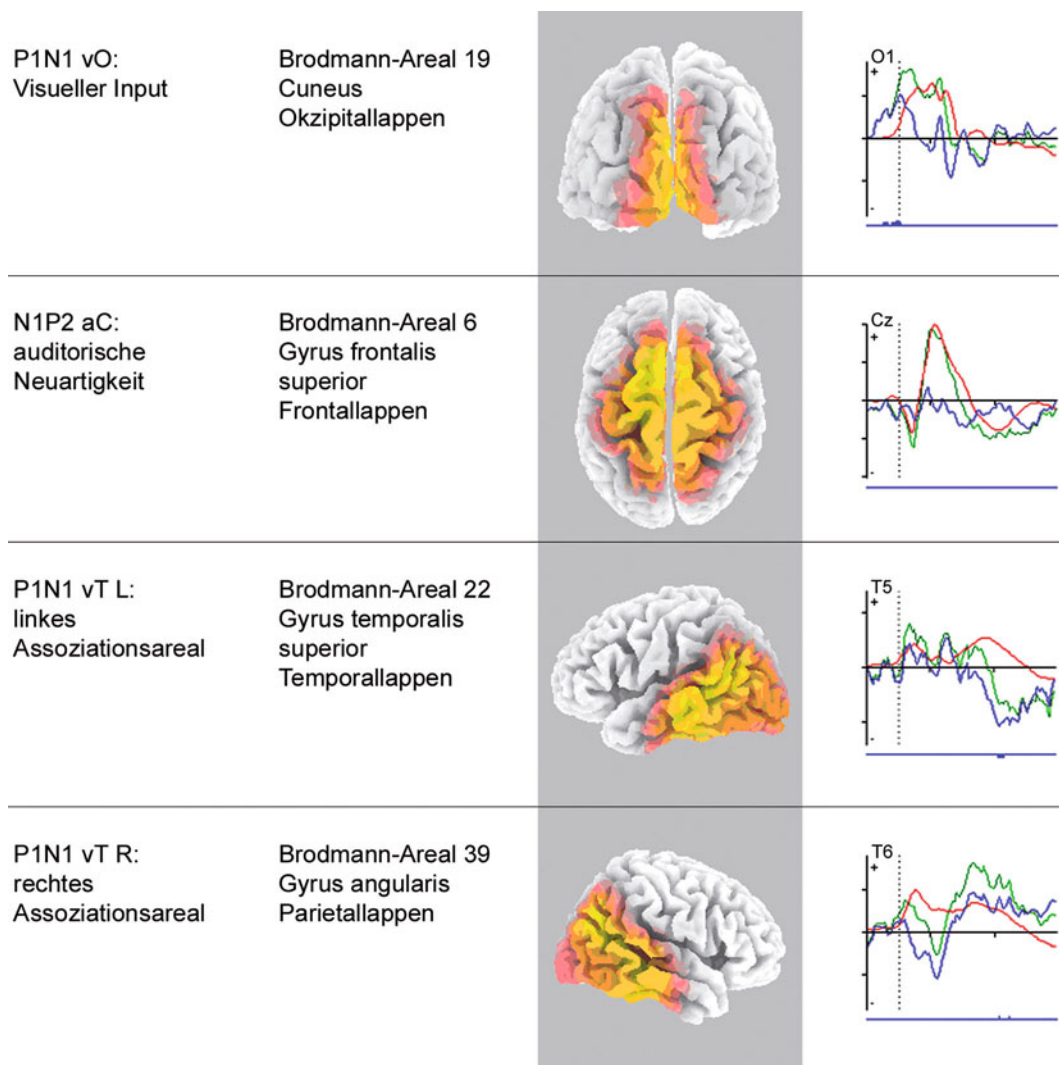 P1N1 vO:
Visueller Input
Brodmann-Areal 19
Cuneus
Okzipitallappen
O1
+
-
N1P2 aC:
auditorische
Neuartigkeit
Brodmann-Areal 6
Gyrus frontalis
superior
Frontallappen
Cz
+
-
P1N1 vT L:
linkes
Assoziationsareal
Brodmann-Areal 22
Gyrus temporalis
superior
Temporallappen
T5
+
-
P1N1 vT R:
rechtes
Assoziationsareal
Brodmann-Areal 39
Gyrus angularis
Parietallappen
T6
+
-